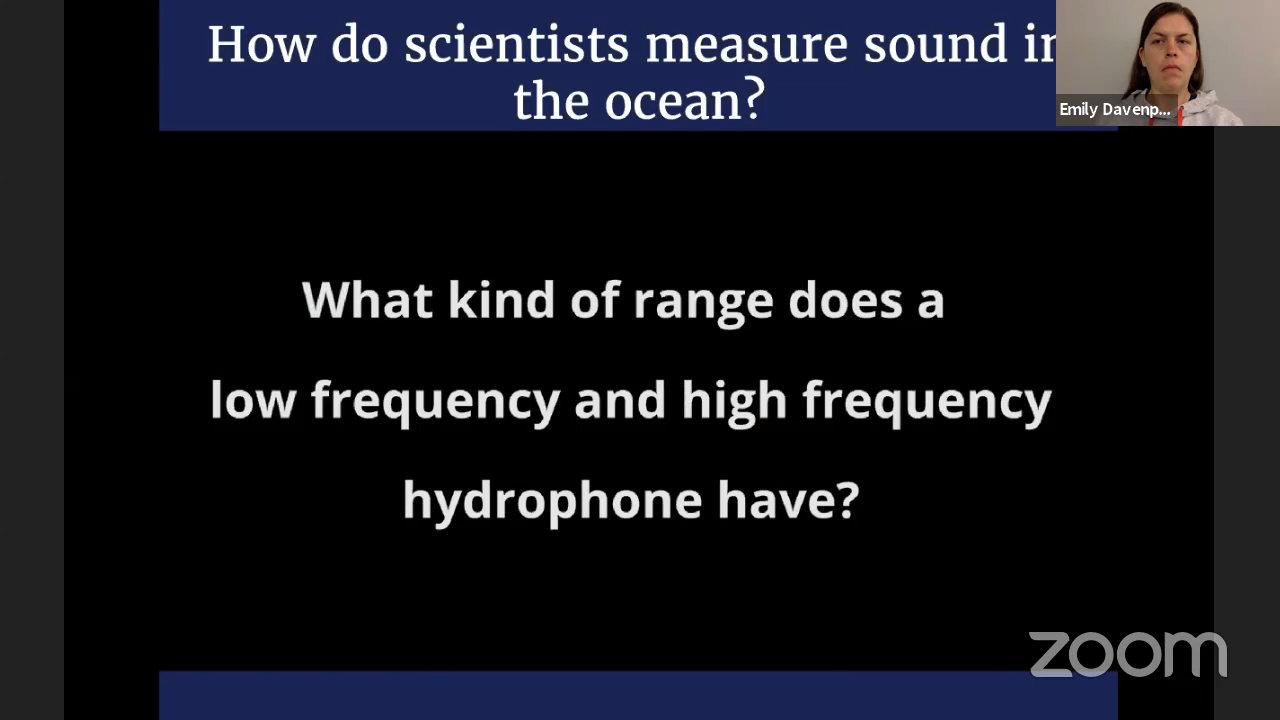 How do scientists measure sound in
the ocean?
Emily Davenp...
What kind of range does a
low frequency and high frequency
hydrophone have?
zoom